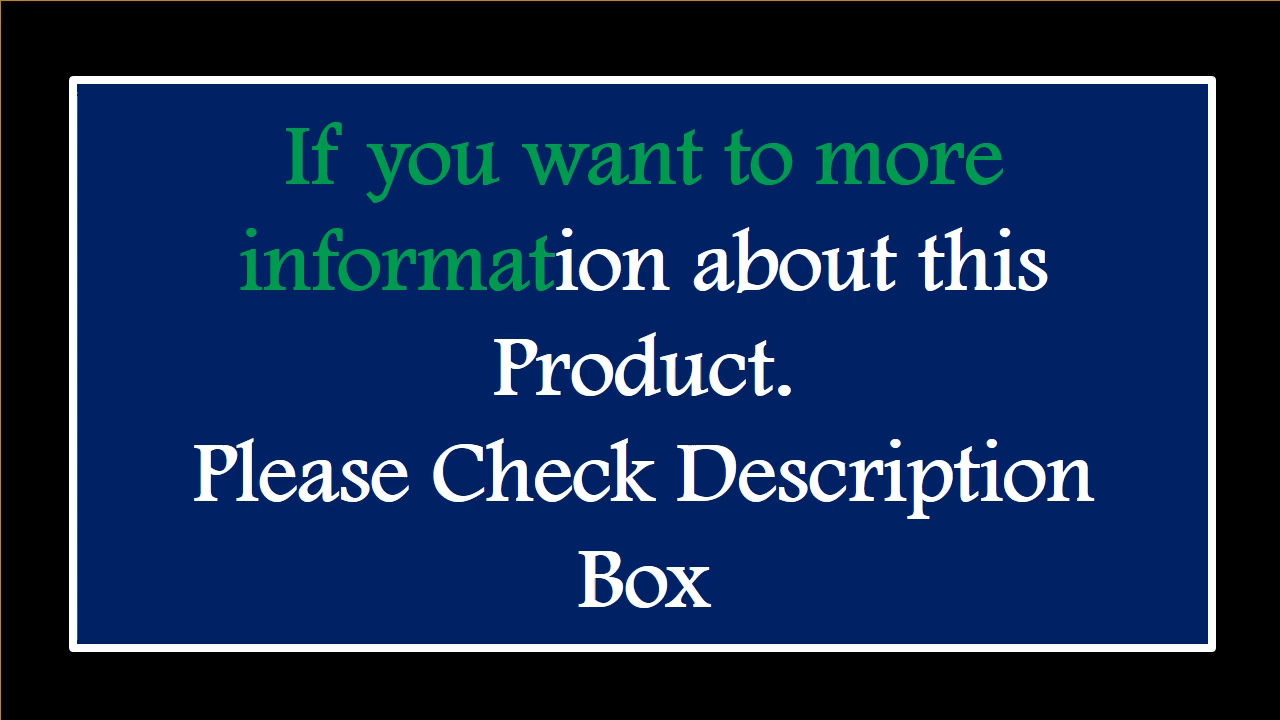 If you want to more
information about this
Product.
Please Check Description
Box